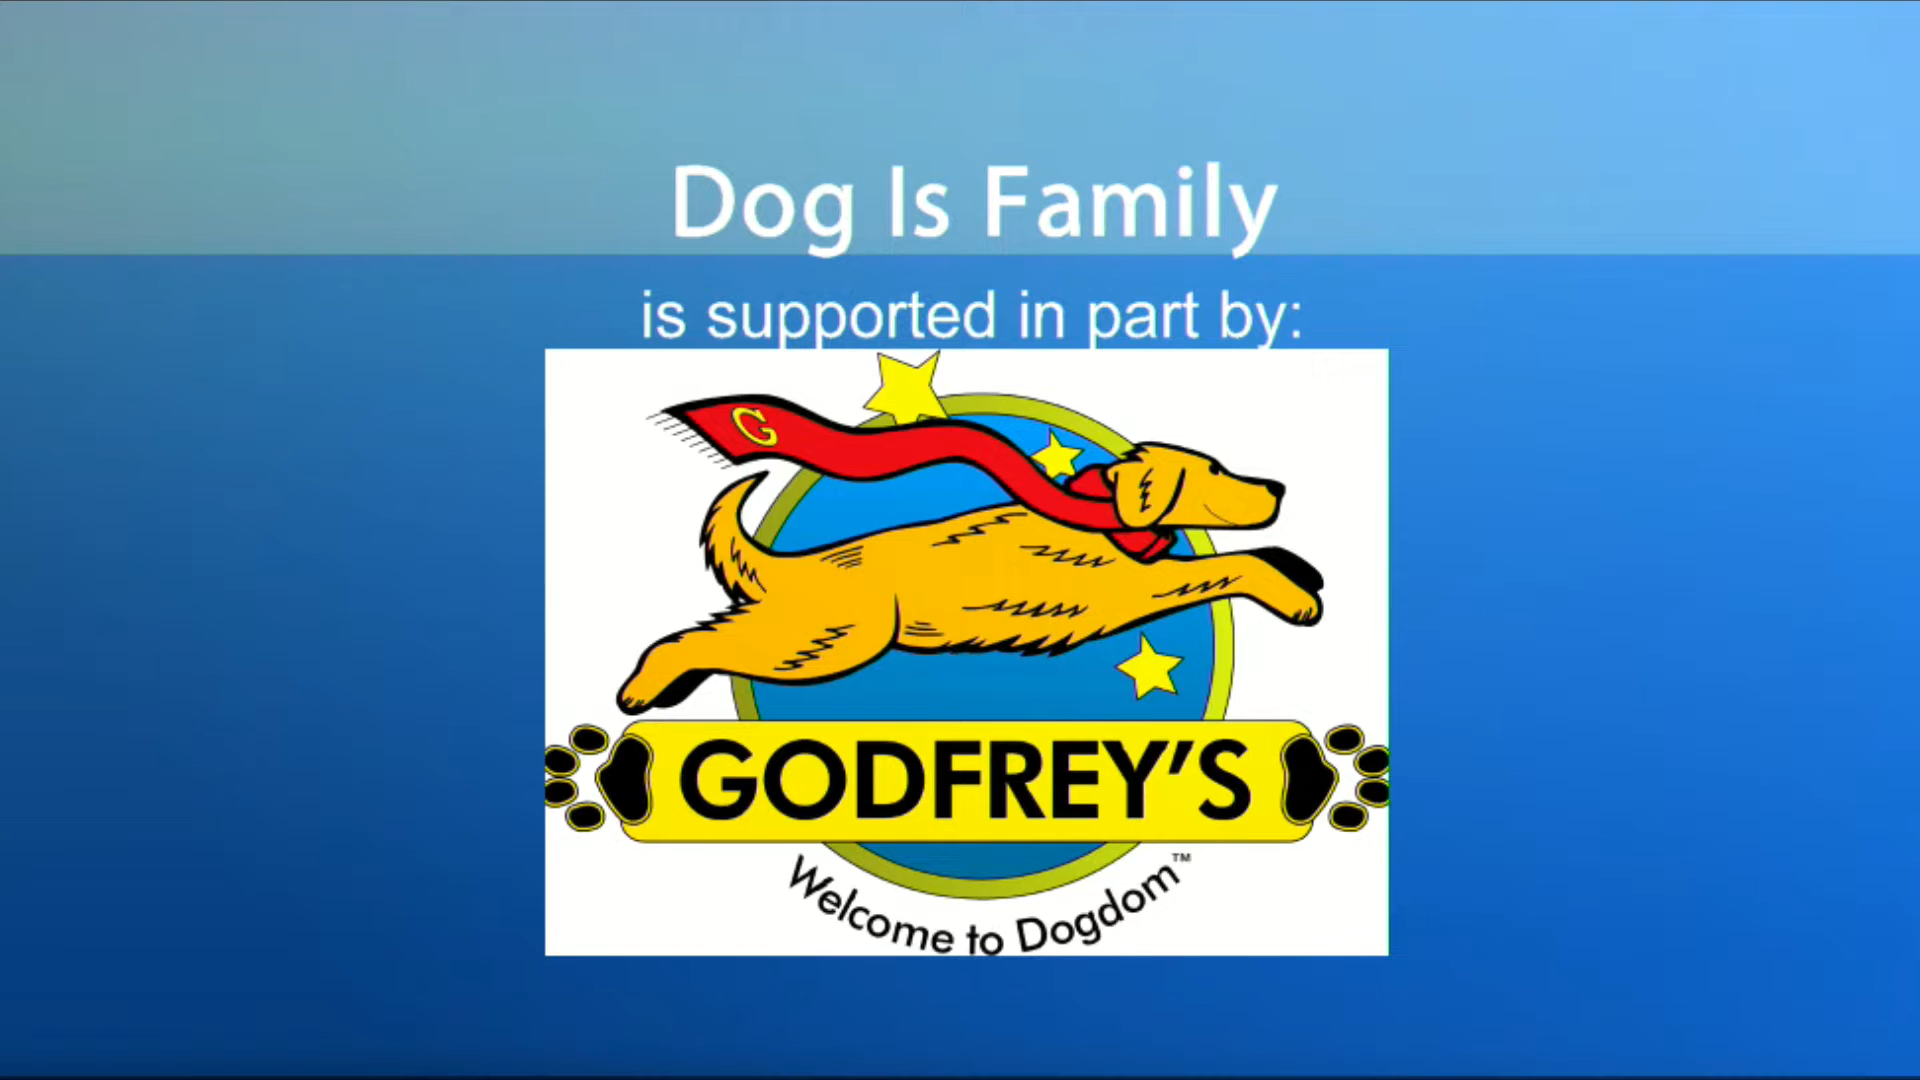 Dog Is Family
is supported in part by:
G
GODFREY'S
Welcome to Dogdom™